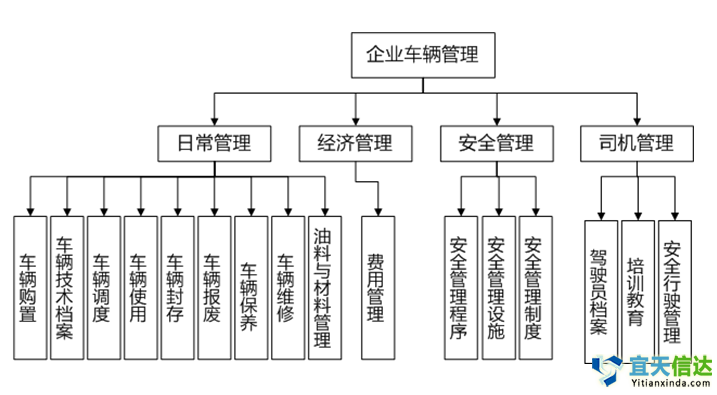 企业车辆管理
日常管理
经济管理
安全管理
司机管理
车辆购置
车辆技术档案
车辆调度
车辆使用
车辆封存
车辆报废
车辆保养
车辆维修
油料与材料管理
费用管理
安全管理程序
安全管理设施
安全管理制度
驾驶员档案
培训教育
安全行驶管理
宜天信达
Yitianxinda.com